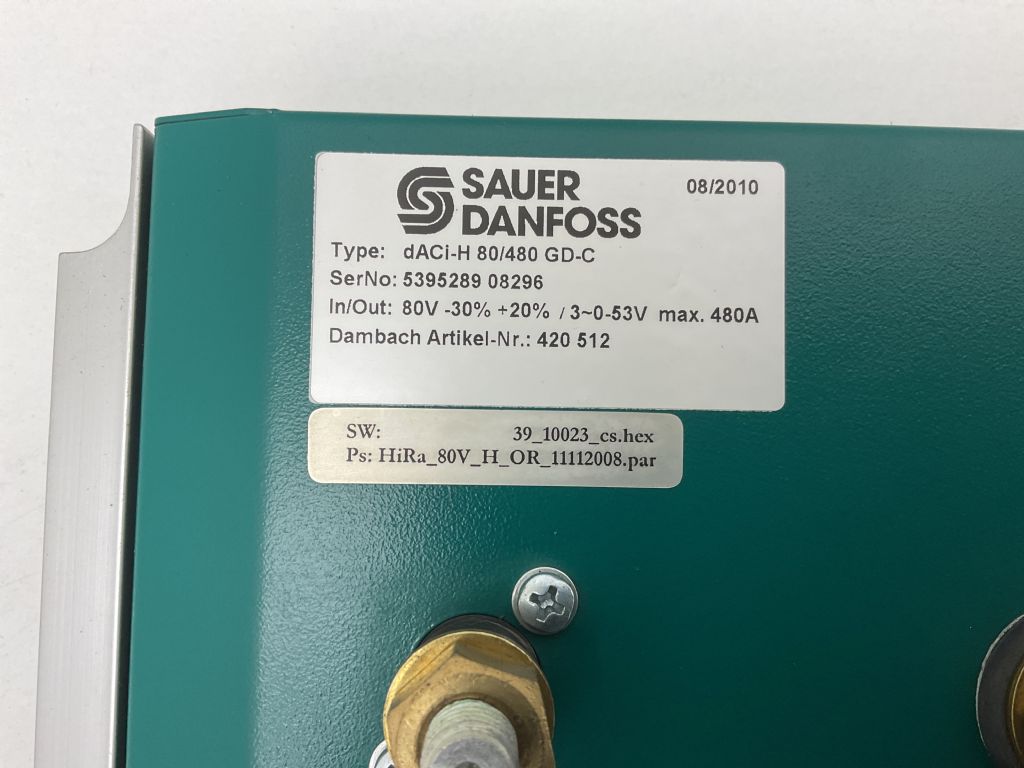 SAUER
DANFOSS
08/2010
Type: dACi-H 80/480 GD-C
SerNo: 5395289 08296
In/Out: 80V -30% +20% / 3~0-53V max. 480A
Dambach Artikel-Nr.: 420 512
SW: 39_10023_cs.hex
Ps: HiRa_80V_H_OR_11112008.par